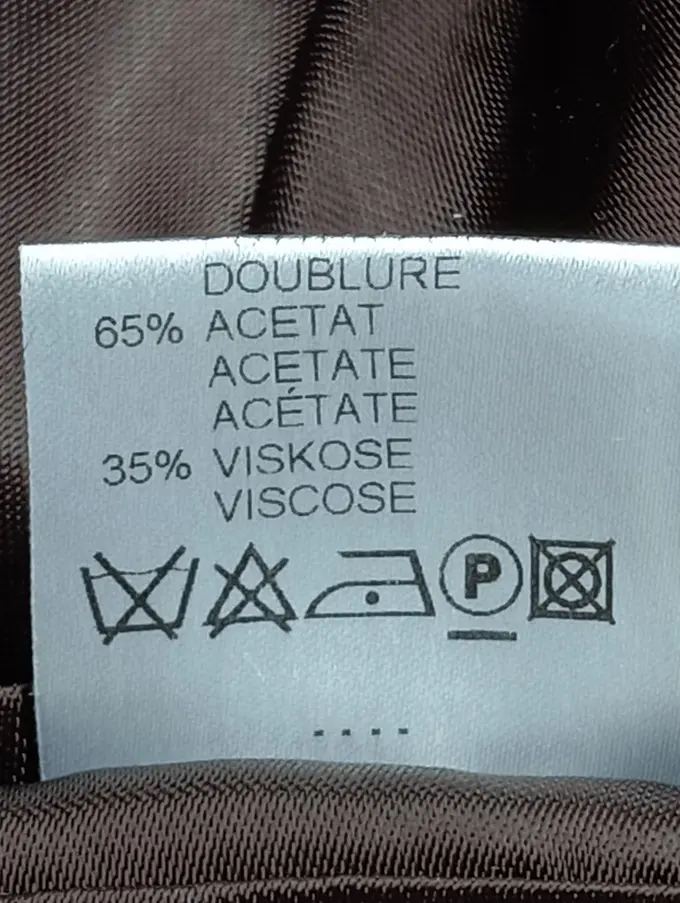 DOUBLURE
65% ACETAT
ACETATE
ACÉTATE
35% VISKOSE
VISCOSE
P